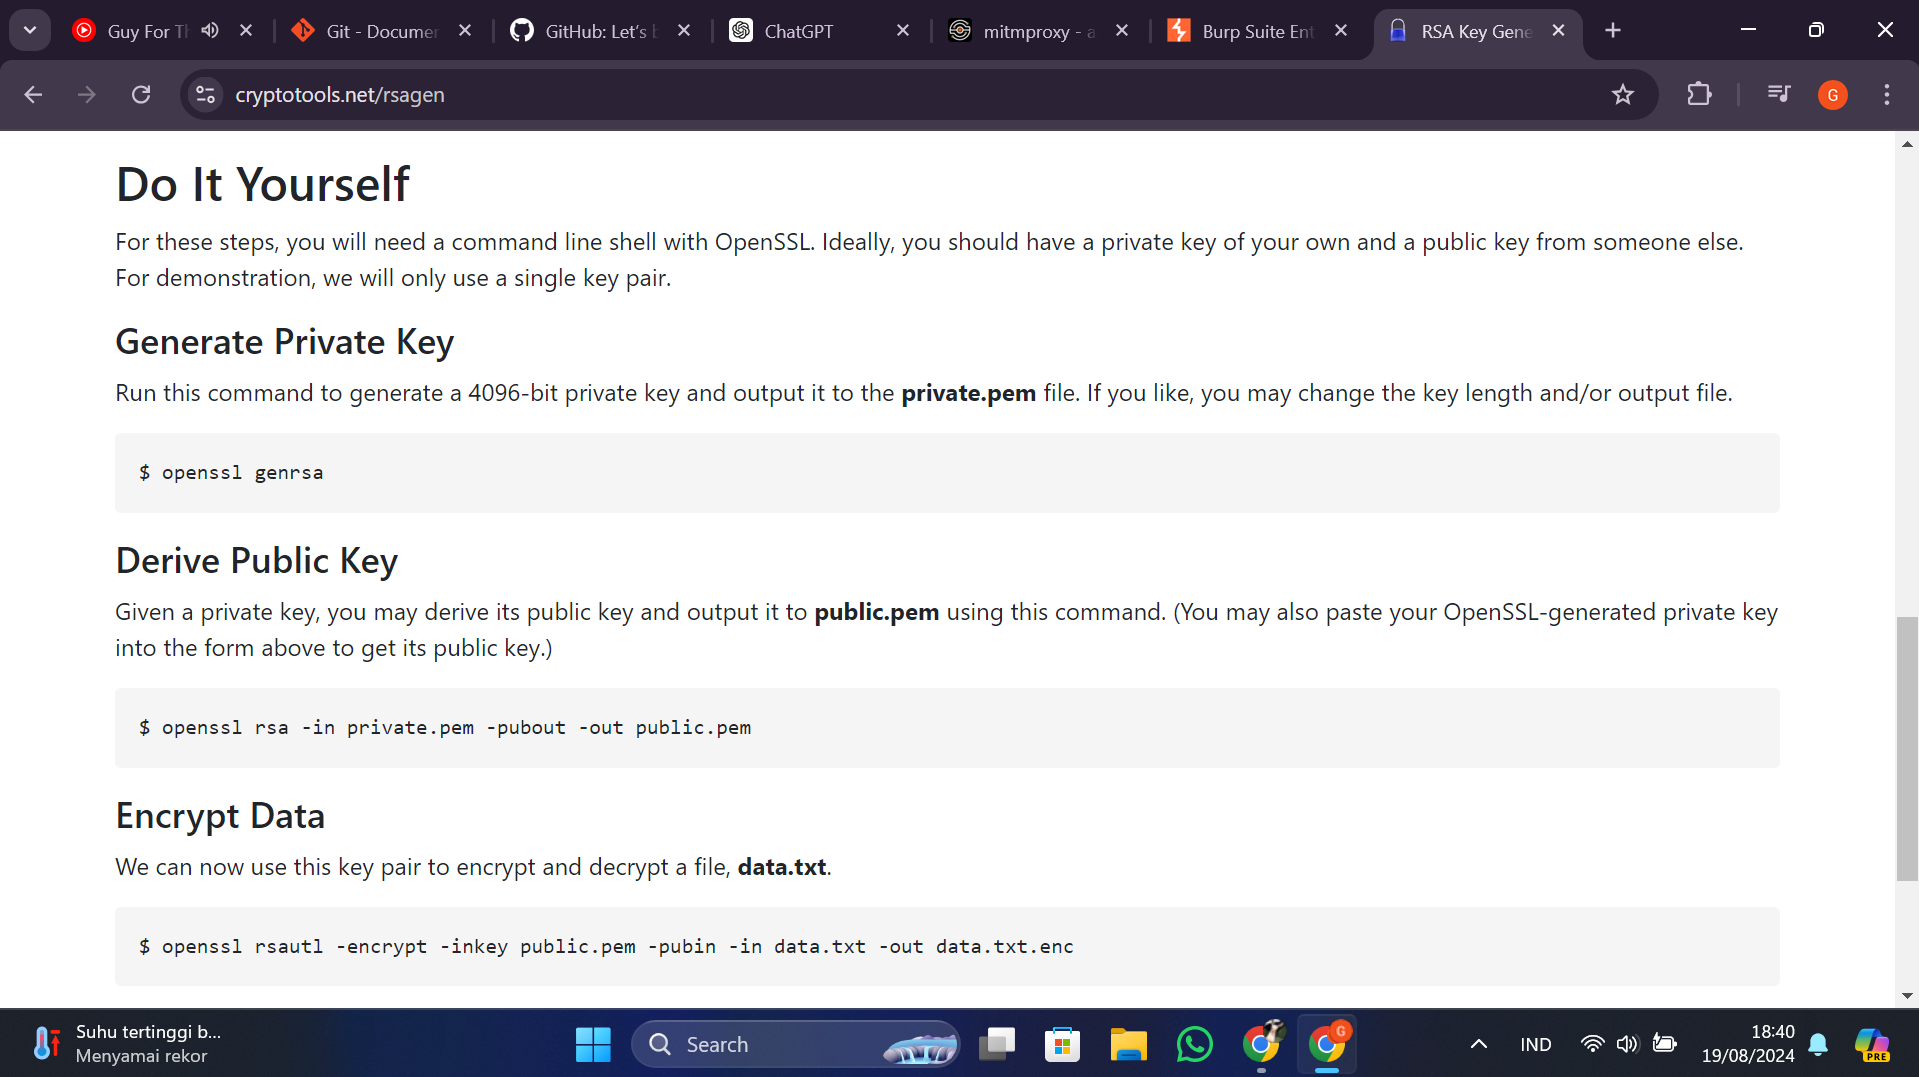 Guy For Th
Git - Documen
GitHub: Let's b
ChatGPT
mitmproxy - a
Burp Suite Ent
RSA Key Gene
cryptotools.net/rsagen
G
Do It Yourself
For these steps, you will need a command line shell with OpenSSL. Ideally, you should have a private key of your own and a public key from someone else.
For demonstration, we will only use a single key pair.
Generate Private Key
Run this command to generate a 4096-bit private key and output it to the private.pem file. If you like, you may change the key length and/or output file.
$ openssl genrsa
Derive Public Key
Given a private key, you may derive its public key and output it to public.pem using this command. (You may also paste your OpenSSL-generated private key
into the form above to get its public key.)
$ openssl rsa -in private.pem -pubout -out public.pem
Encrypt Data
We can now use this key pair to encrypt and decrypt a file, data.txt.
$ openssl rsautl -encrypt -inkey public.pem -pubin -in data.txt -out data.txt.enc
Suhu tertinggi b...
Menyamai rekor
Search
G
IND
18:40
19/08/2024
PRE